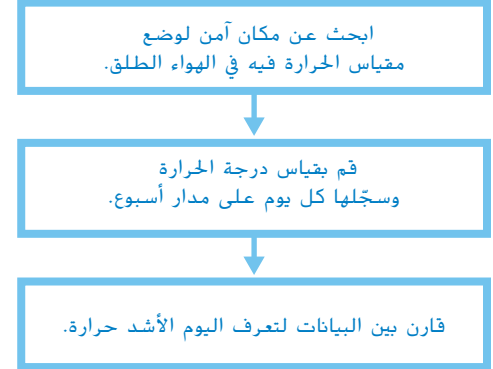 ابحث عن مكان آمن لوضع
مقياس الحرارة فيه في الهواء الطلق.
قم بقياس درجة الحرارة
وسجّلها كل يوم على مدار أسبوع.
قارن بين البيانات لتعرف اليوم الأشد حرارة.